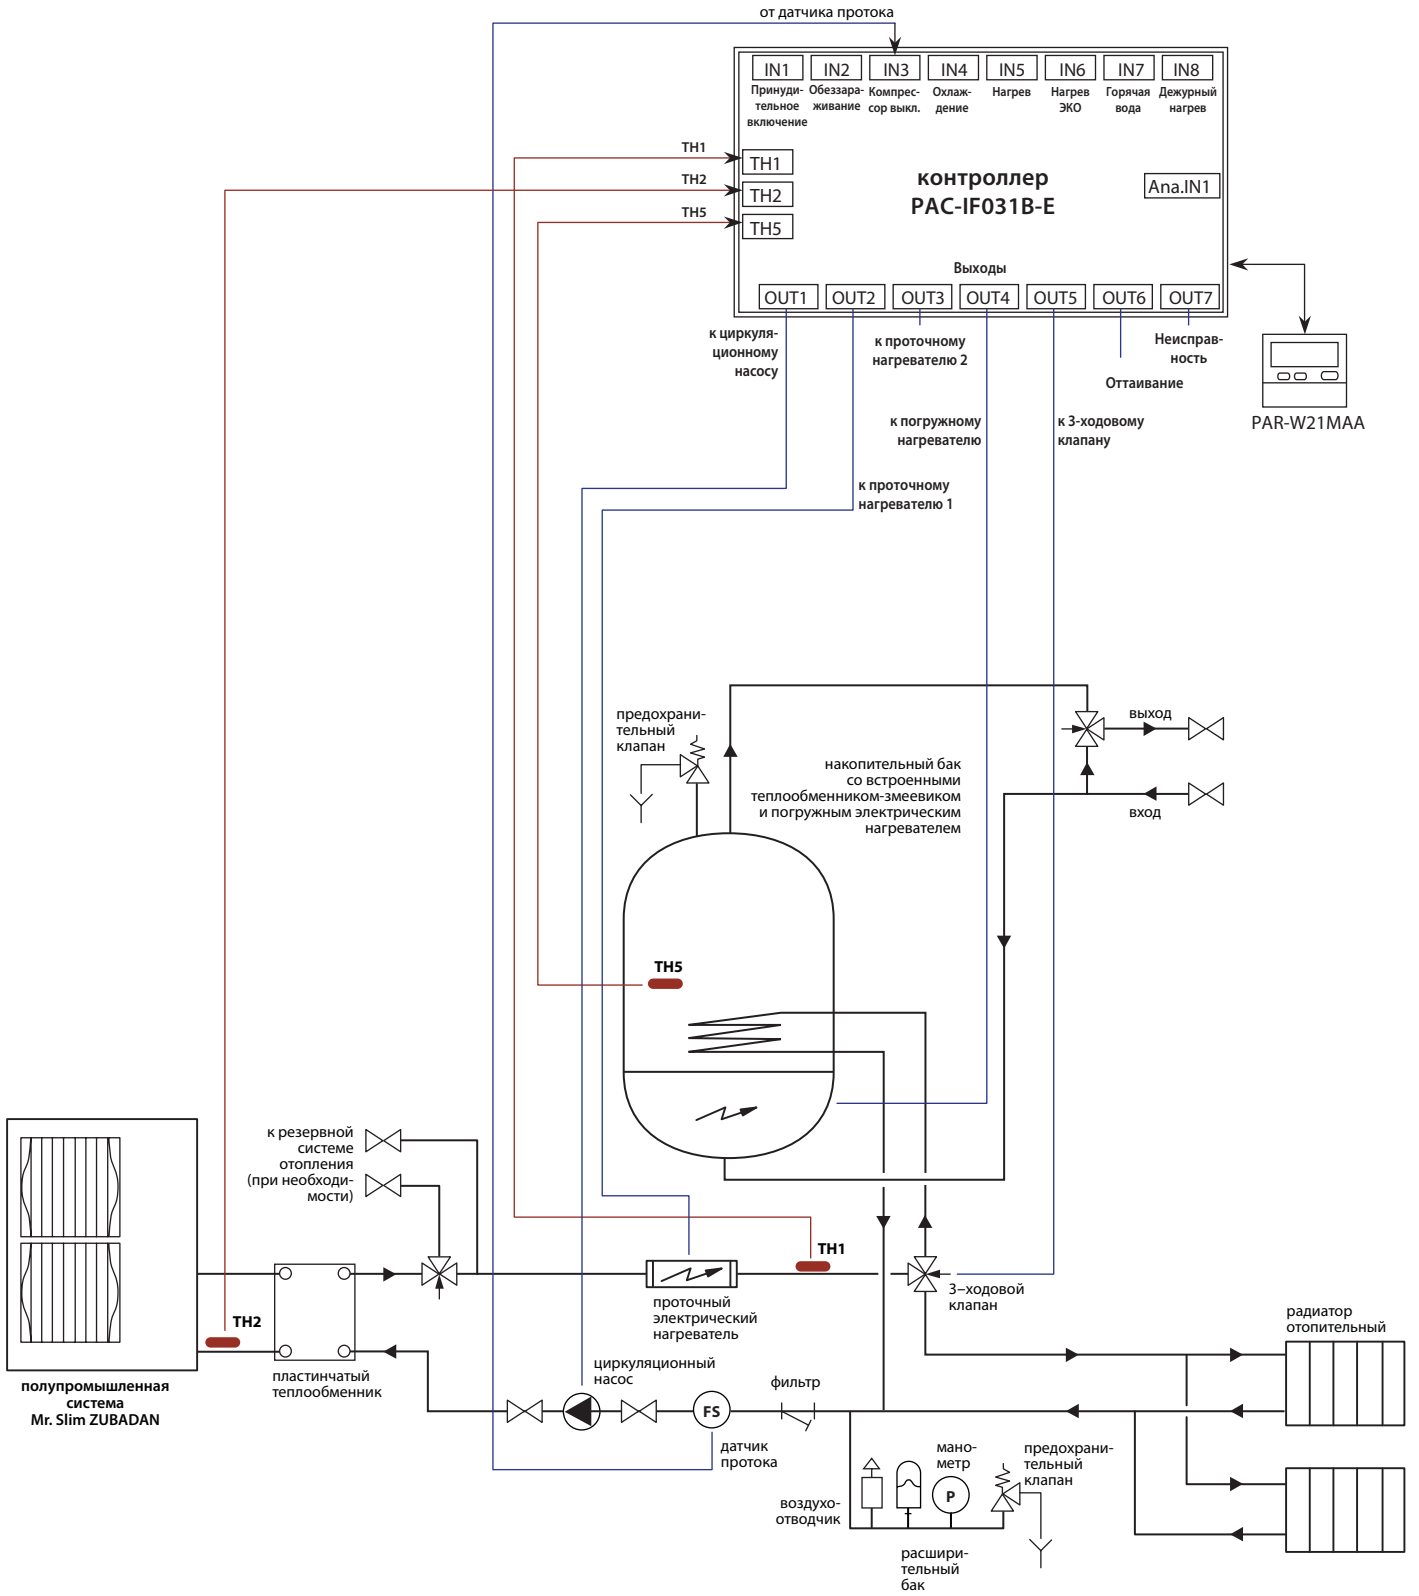 от датчика протока
IN1
IN2
IN3
IN4
IN5
IN6
IN7
IN8
Принуди-
тельное
включение
Обеззара-
живание
Компрес-
сор выкл.
Охлаж-
дение
Нагрев
Нагрев
ЭКО
Горячая
вода
Дежурный
нагрев
TH1
TH1
TH2
TH2
TH5
TH5
контроллер
PAC-IF031B-E
Ana.IN1
Выходы
OUT1
OUT2
OUT3
OUT4
OUT5
OUT6
OUT7
к циркуля-
ционному
насосу
к проточному
нагревателю 2
Неисправ-
ность
Оттаивание
PAR-W21MAA
к погружному
нагревателю
к 3-ходовому
клапану
к проточному
нагревателю 1
предохрани-
тельный
клапан
накопительный бак
со встроенными
теплообменником-змеевиком
и погружным электрическим
нагревателем
выход
вход
TH5
к резервной
системе
отопления
(при необходи-
мости)
TH1
TH2
проточный
электрический
нагреватель
3–ходовой
клапан
радиатор
отопительный
полупромышленная
система
Mr. Slim ZUBADAN
пластинчатый
теплообменник
циркуляционный
насос
фильтр
FS
датчик
протока
мано-
метр
P
предохрани-
тельный
клапан
воздухо-
отводчик
расшири-
тельный
бак